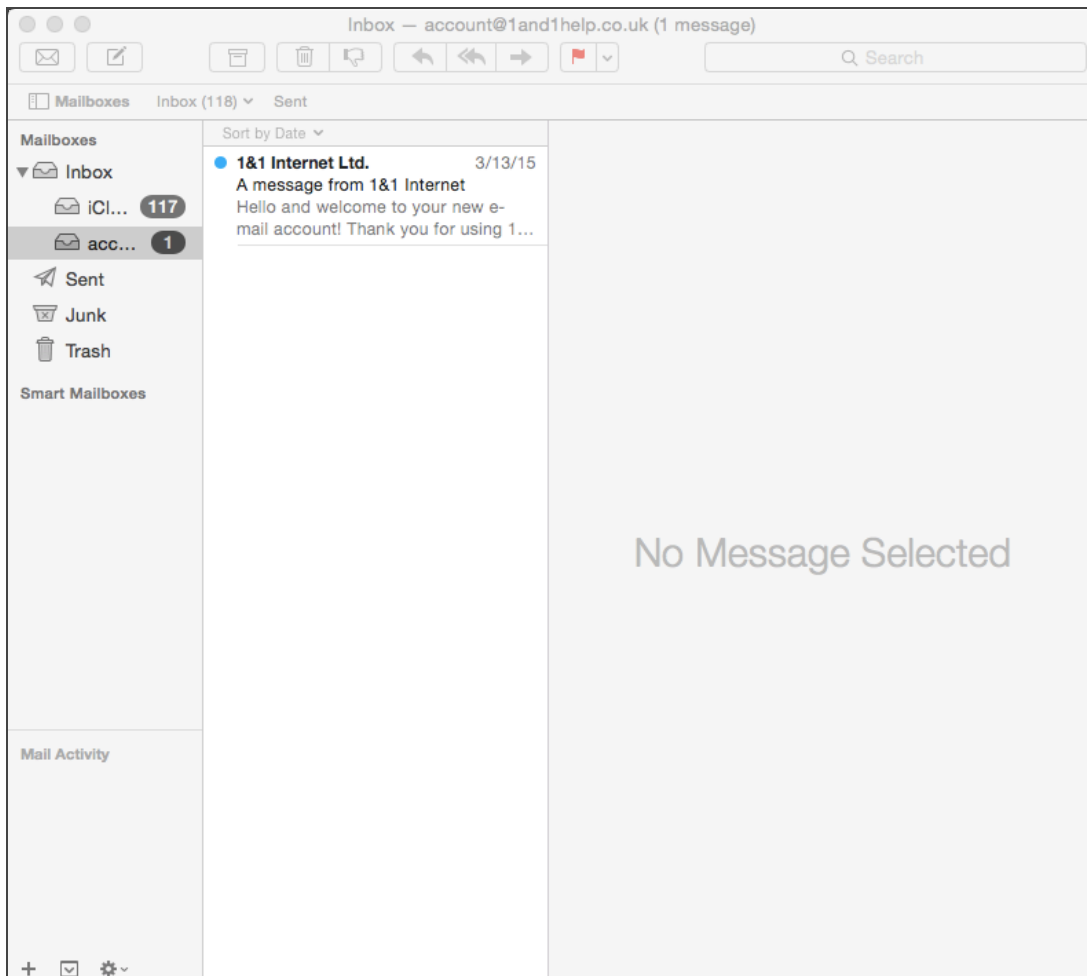 Inbox — account@1and1help.co.uk (1 message)
Search
Mailboxes Inbox (118) Sent
Mailboxes
Inbox
iCl... 117
acc... 1
Sent
Junk
Trash
Smart Mailboxes
Mail Activity
Sort by Date
1&1 Internet Ltd. 3/13/15
A message from 1&1 Internet
Hello and welcome to your new e-
mail account! Thank you for using 1...
No Message Selected